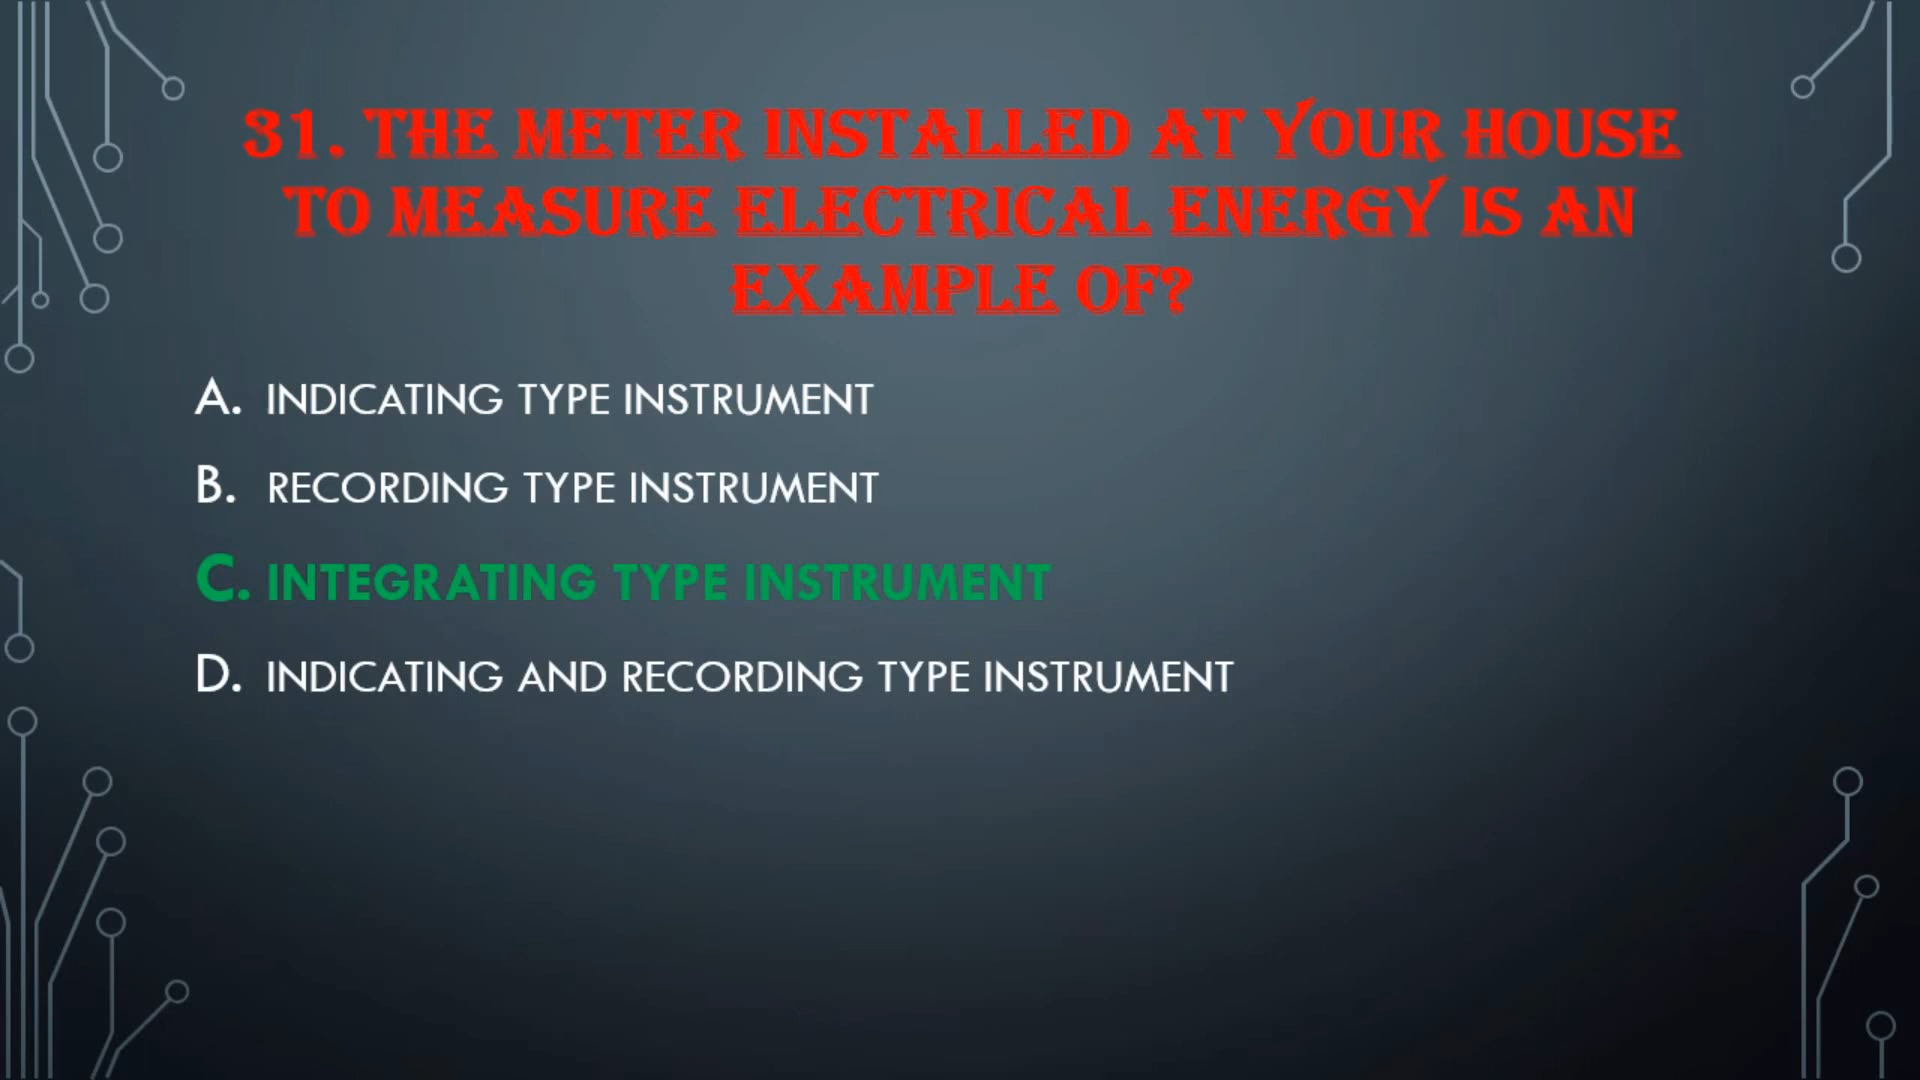 31. THE METER INSTALLED AT YOUR HOUSE
TO MEASURE ELECTRICAL ENERGY IS AN
EXAMPLE OF?
A. INDICATING TYPE INSTRUMENT
B. RECORDING TYPE INSTRUMENT
C. INTEGRATING TYPE INSTRUMENT
D. INDICATING AND RECORDING TYPE INSTRUMENT